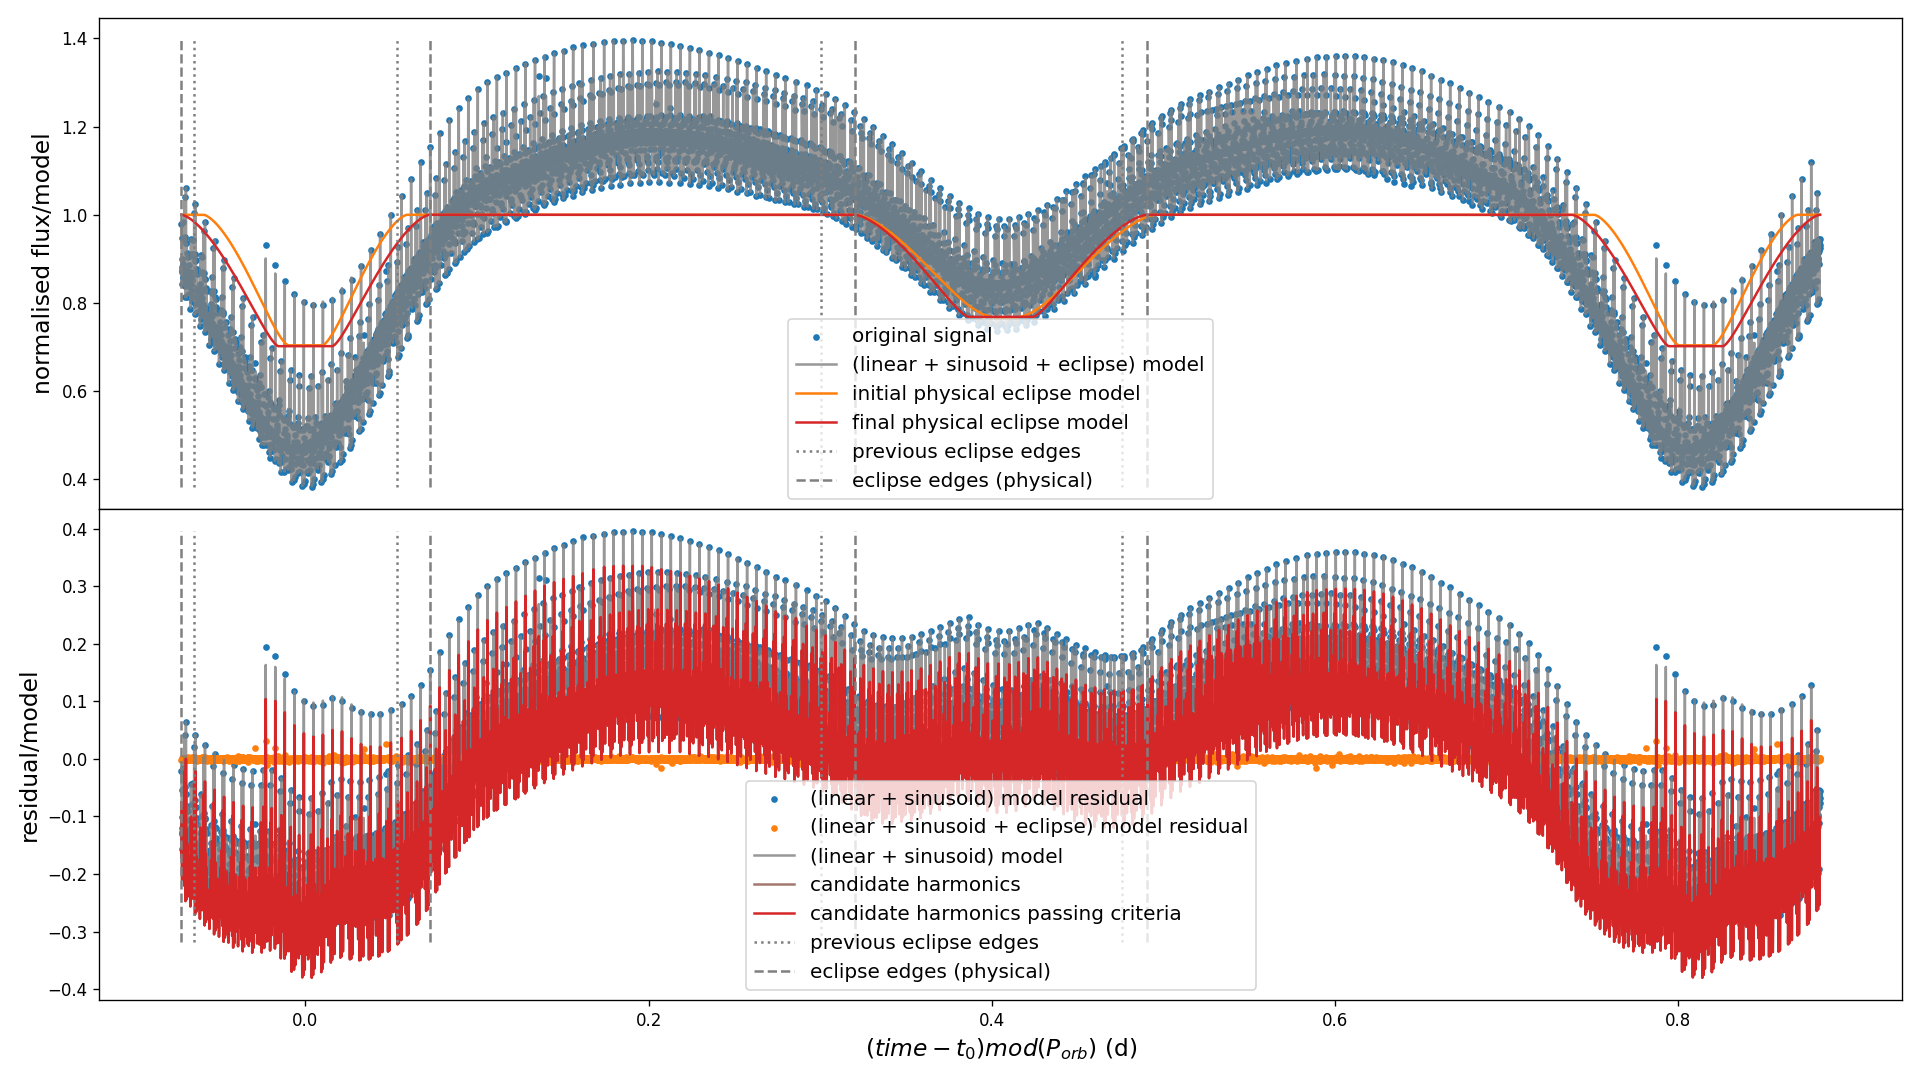 1.4
1.2
1.0
0.8
0.6
0.4
normalised flux/model
original signal
(linear + sinusoid + eclipse) model
initial physical eclipse model
final physical eclipse model
previous eclipse edges
eclipse edges (physical)
0.4
0.3
0.2
0.1
0.0
−0.1
−0.2
−0.3
−0.4
residual/model
(linear + sinusoid) model residual
(linear + sinusoid + eclipse) model residual
(linear + sinusoid) model
candidate harmonics
candidate harmonics passing criteria
previous eclipse edges
eclipse edges (physical)
0.0 0.2 0.4 0.6 0.8
(time − t₀)mod(P_orb) (d)